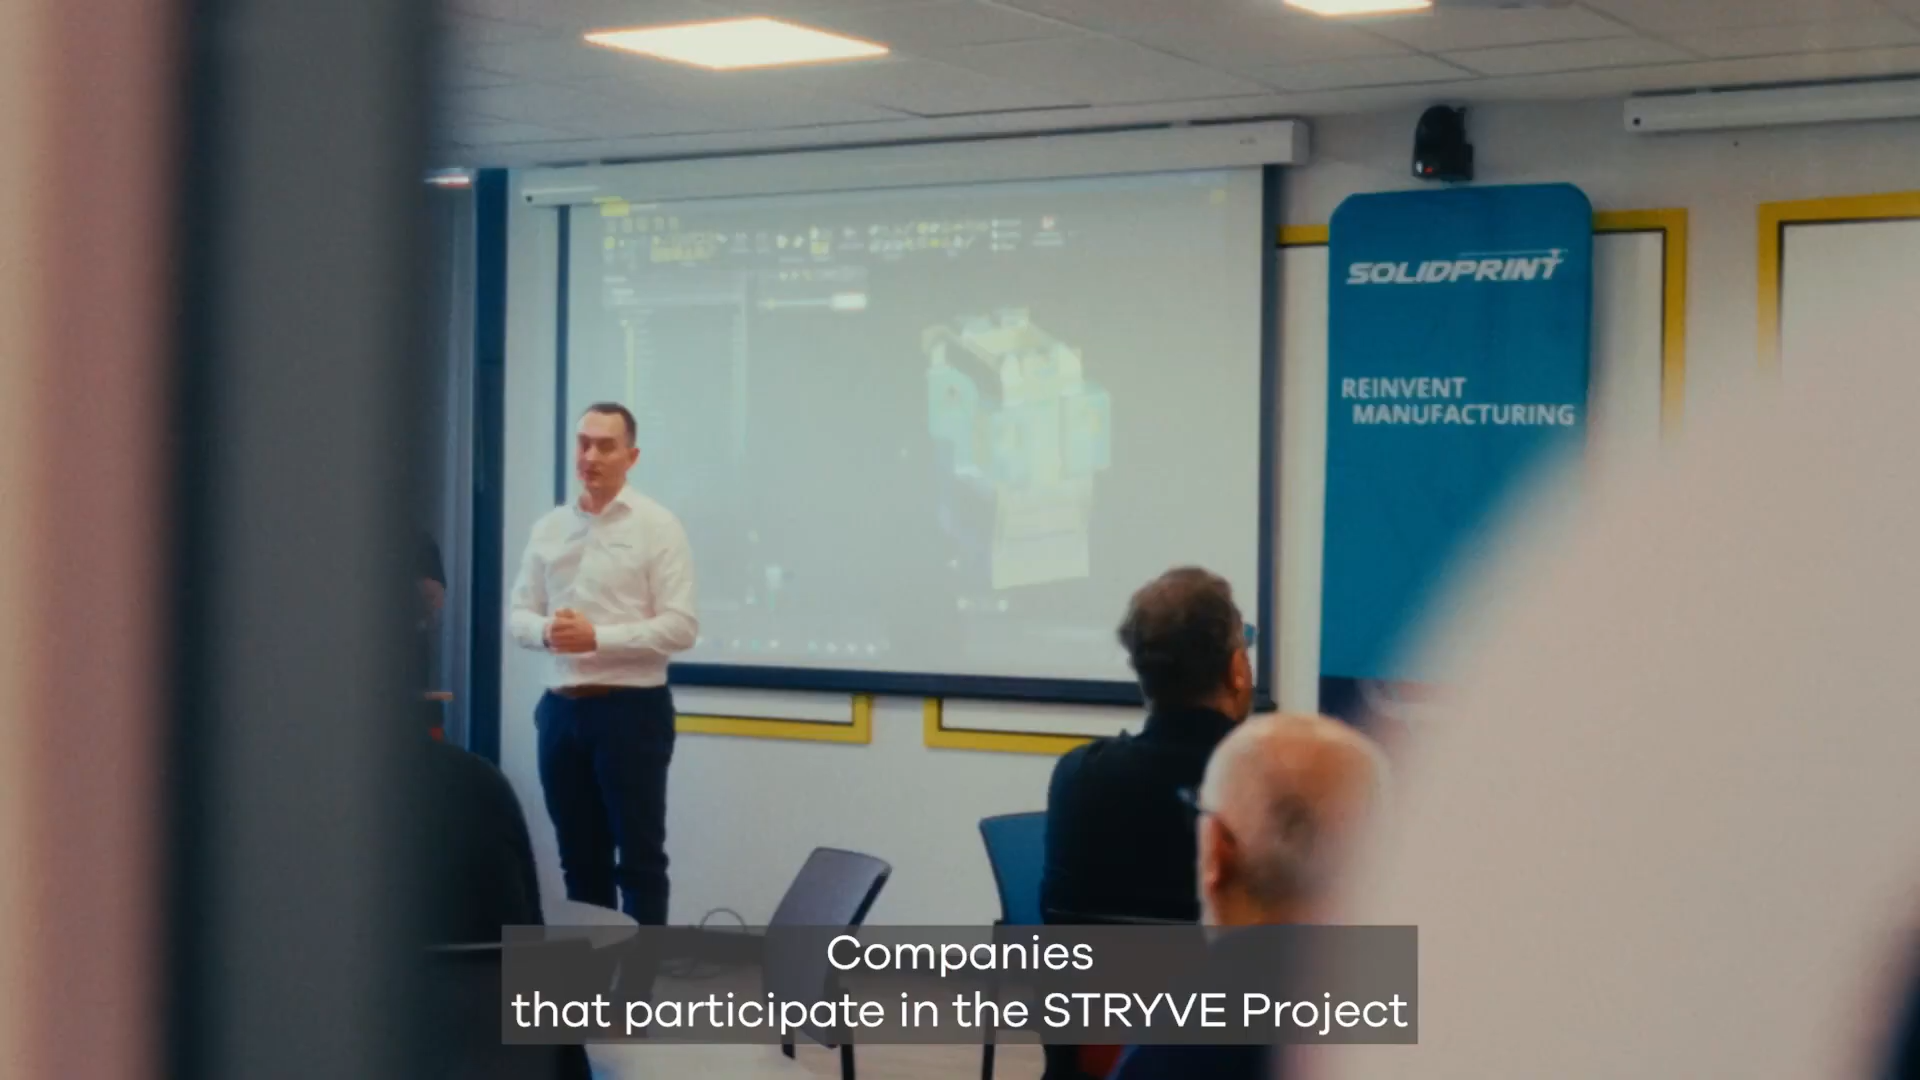 SOLIDPRINT
REINVENT
MANUFACTURING
Companies
that participate in the STRYVE Project